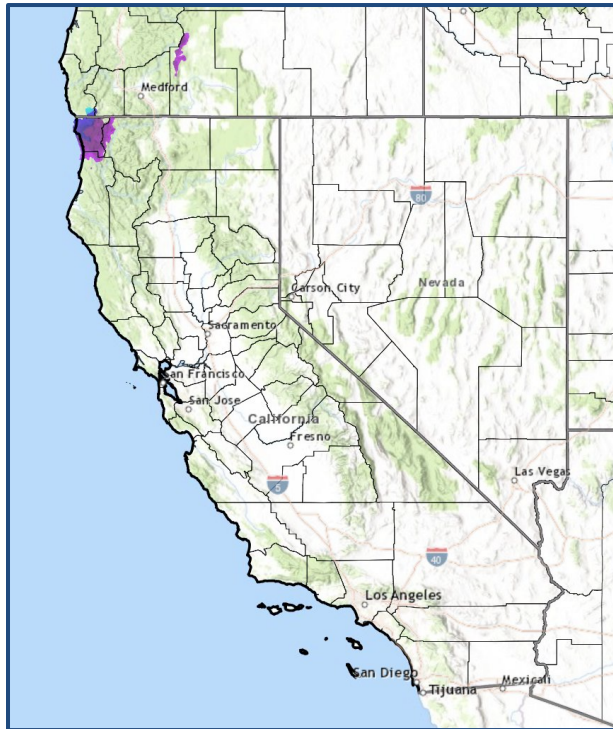 Medford
80
Nevada
Carson City
Sacramento
San Francisco
San Jose
California
Fresno
Las Vegas
5
40
Los Angeles
San Diego
Mexicali
Tijuana